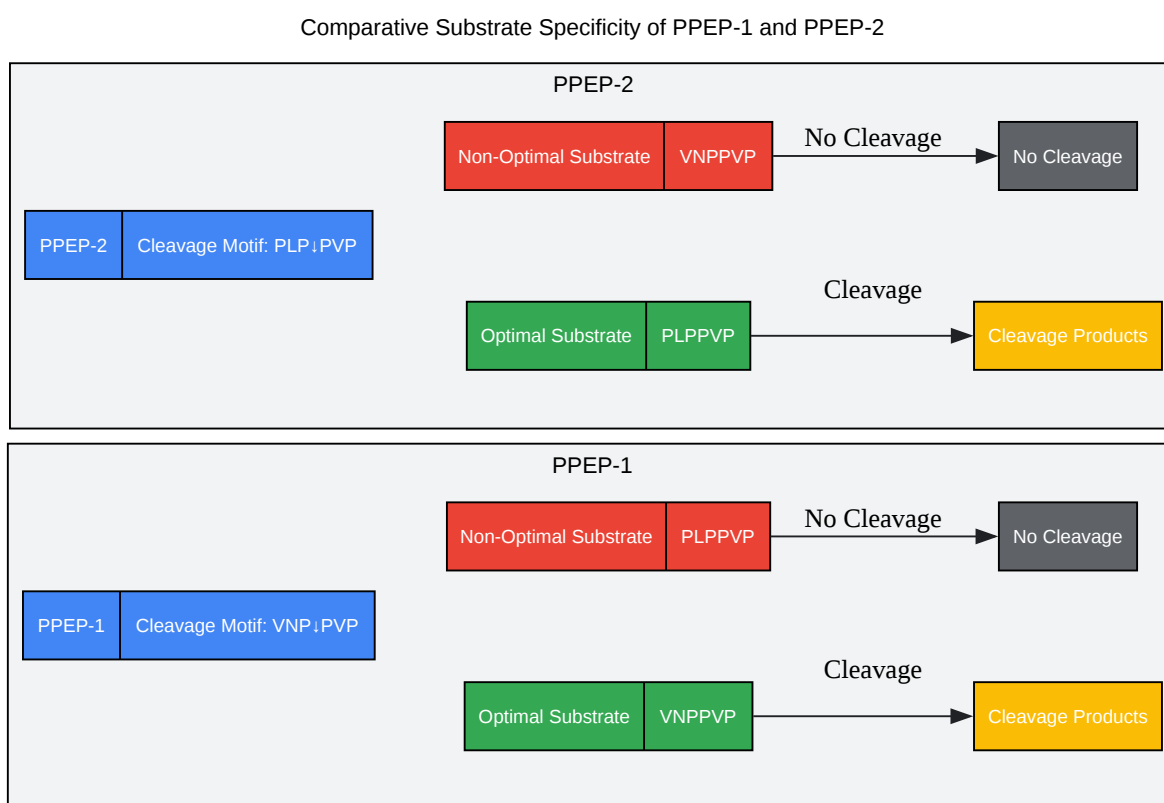 Comparative Substrate Specificity of PPEP-1 and PPEP-2
PPEP-2
Non-Optimal Substrate VNPPVP No Cleavage No Cleavage
PPEP-2 Cleavage Motif: PLP↓PVP
Cleavage
Optimal Substrate PLPPVP Cleavage Products
PPEP-1
Non-Optimal Substrate PLPPVP No Cleavage No Cleavage
PPEP-1 Cleavage Motif: VNP↓PVP
Cleavage
Optimal Substrate VNPPVP Cleavage Products